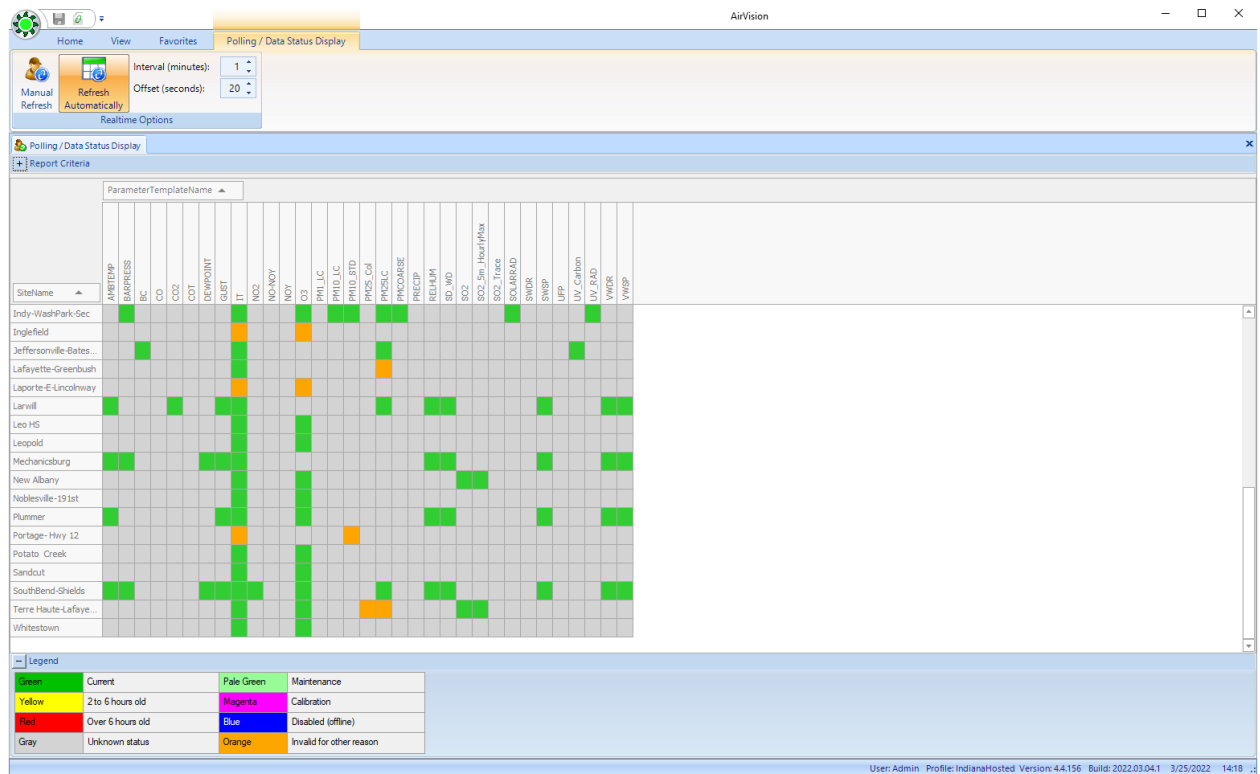 AirVision
Home View Favorites Polling / Data Status Display
Manual Refresh
Refresh Automatically
Interval (minutes): 1
Offset (seconds): 20
Realtime Options
Polling / Data Status Display
Report Criteria
ParameterTemplateName
SiteName
AMBTEMP
BARPRESS
BC
CO
CO2
COT
DEWPOINT
GUST
IT
NO2
NO-NOY
NOY
O3
PM1_LC
PM10_LC
PM10_STD
PM25_Col
PM25LC
PMCOARSE
PRECIP
RELHUM
SD_WD
SO2
SO2_5m_HourlyMax
SO2_Trace
SOLARRAD
SWDR
SWSP
UFP
UV_Carbon
UV_RAD
VWDR
VWSP
Indy-WashPark-Sec
Inglefield
Jeffersonville-Bates...
Lafayette-Greenbush
Laporte-E-Lincolnway
Larwill
Leo HS
Leopold
Mechanicsburg
New Albany
Noblesville-191st
Plummer
Portage- Hwy 12
Potato Creek
Sandcut
SouthBend-Shields
Terre Haute-Lafaye...
Whitestown
Legend
Green Current Pale Green Maintenance
Yellow 2 to 6 hours old Magenta Calibration
Red Over 6 hours old Blue Disabled (offline)
Gray Unknown status Orange Invalid for other reason
User: Admin Profile: IndianaHosted Version: 4.4.156 Build: 2022.03.04.1 3/25/2022 14:18